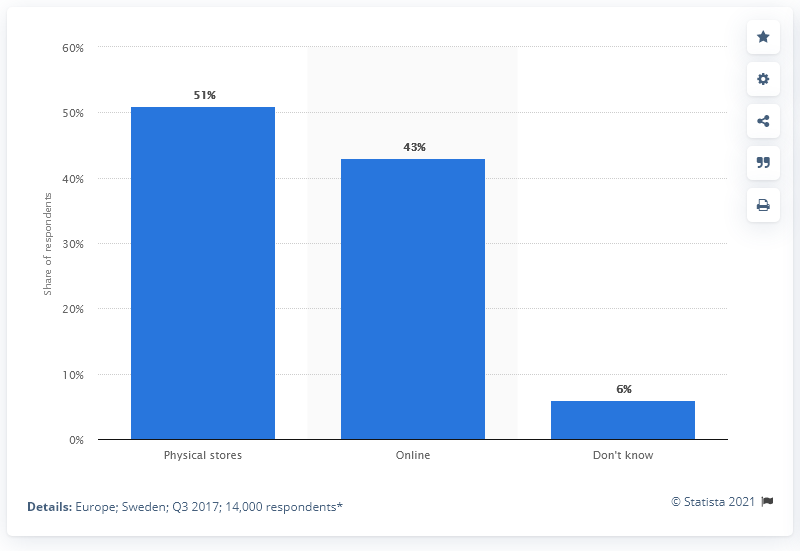 60%
50%
40%
30%
20%
10%
0%
Share of respondents
51%
43%
6%
Physical stores
Online
Don't know
Details: Europe; Sweden; Q3 2017; 14,000 respondents*
© Statista 2021